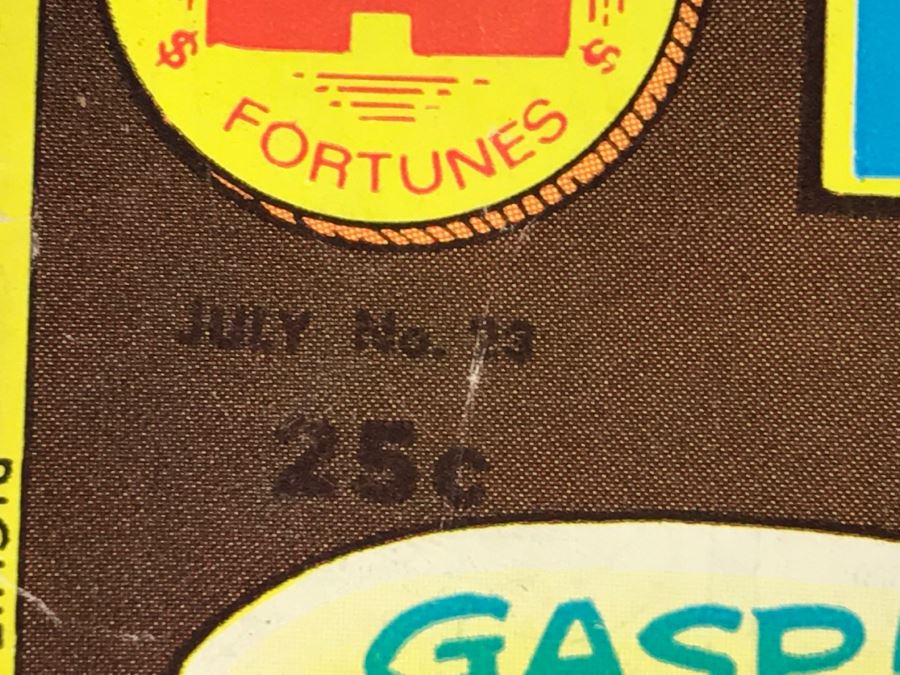 $ $
FORTUNES
JULY No. 23
25c
GASP!